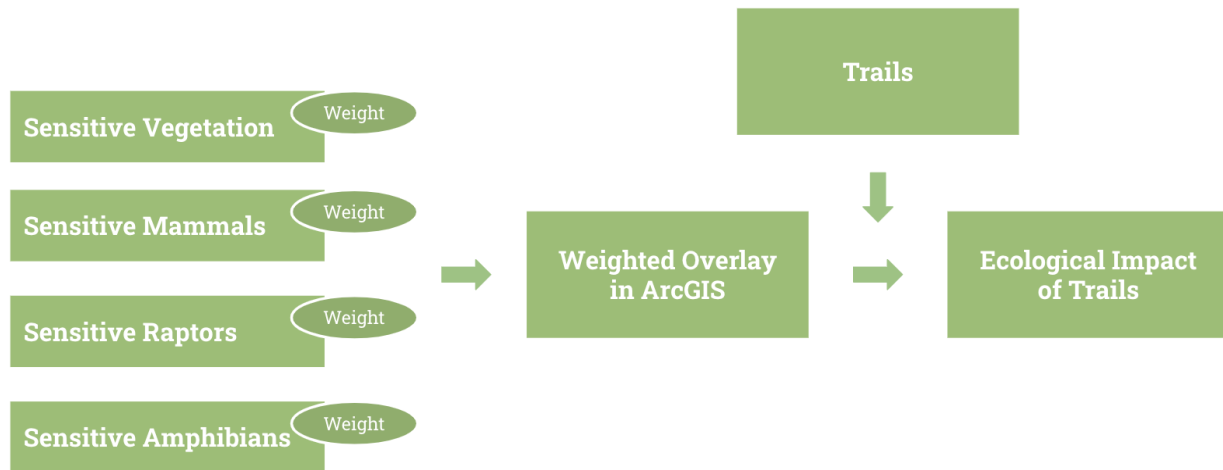 Sensitive Vegetation
Weight
Sensitive Mammals
Weight
Sensitive Raptors
Weight
Sensitive Amphibians
Weight
Weighted Overlay
in ArcGIS
Trails
Ecological Impact
of Trails